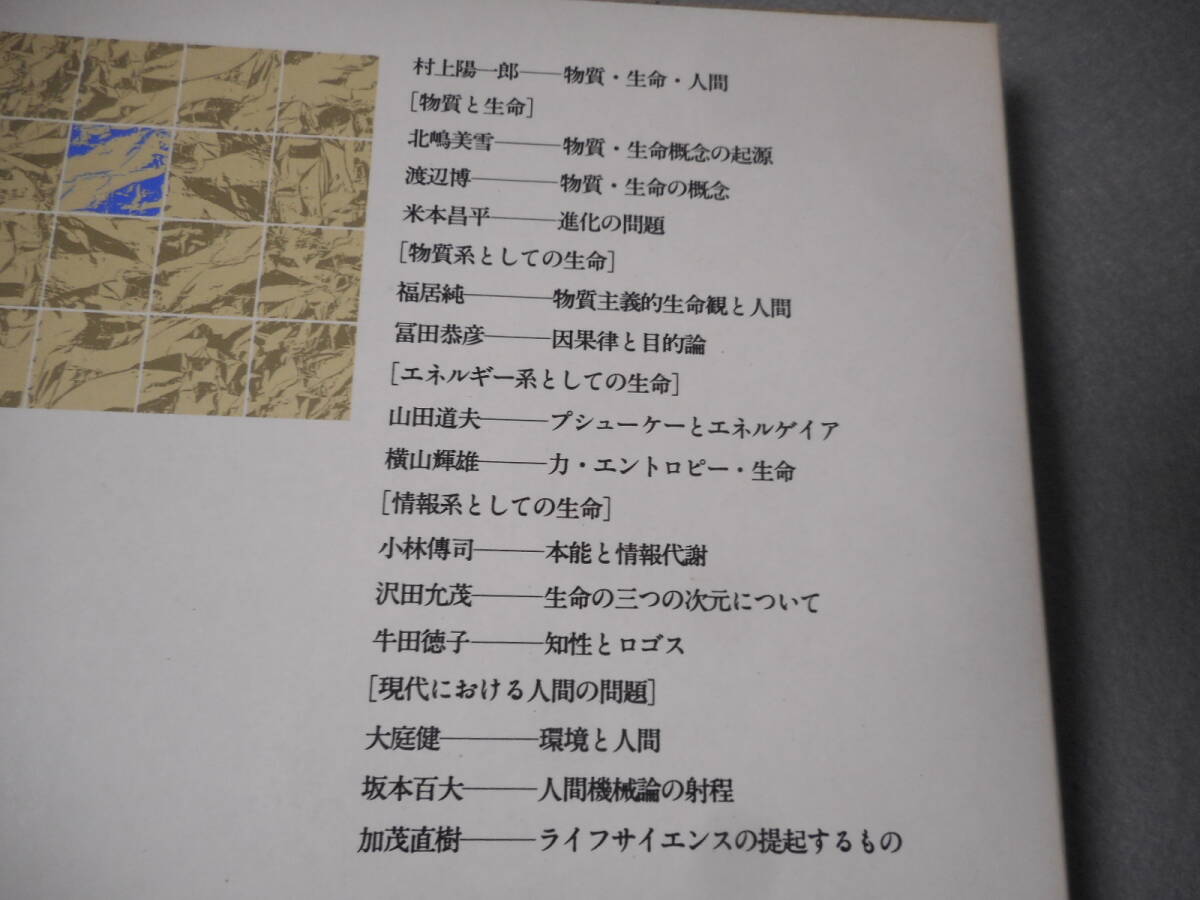 村上陽一郎――物質・生命・人間
[物質と生命]
北嶋美雪――物質・生命概念の起源
渡辺博――物質・生命の概念
米本昌平――進化の問題
[物質系としての生命]
福居純――物質主義的生命観と人間
冨田恭彦――因果律と目的論
[エネルギー系としての生命]
山田道夫――プシューケーとエネルゲイア
横山輝雄――力・エントロピー・生命
[情報系としての生命]
小林傳司――本能と情報代謝
沢田允茂――生命の三つの次元について
牛田徳子――知性とロゴス
[現代における人間の問題]
大庭健――環境と人間
坂本百大――人間機械論の射程
加茂直樹――ライフサイエンスの提起するもの